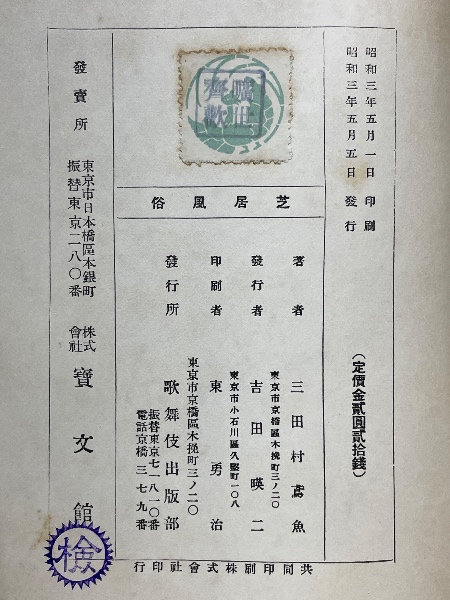 昭和三年五月一日 印刷
昭和三年五月五日 發行
(定價金貳圓貳拾錢)
芝居風俗
著者 三田村鳶魚
東京市京橋區木挽町三ノ二〇
發行者 吉田暎二
東京市小石川區久堅町一〇八
印刷者 東勇治
東京市京橋區木挽町三ノ二〇
發行所 歌舞伎出版部
振替東京七一八一〇番
電話京橋三七九番
共同印刷株式會社印行
東京市日本橋區本銀町
發賣所 株式會社 寶文館
振替東京二八〇番
檢